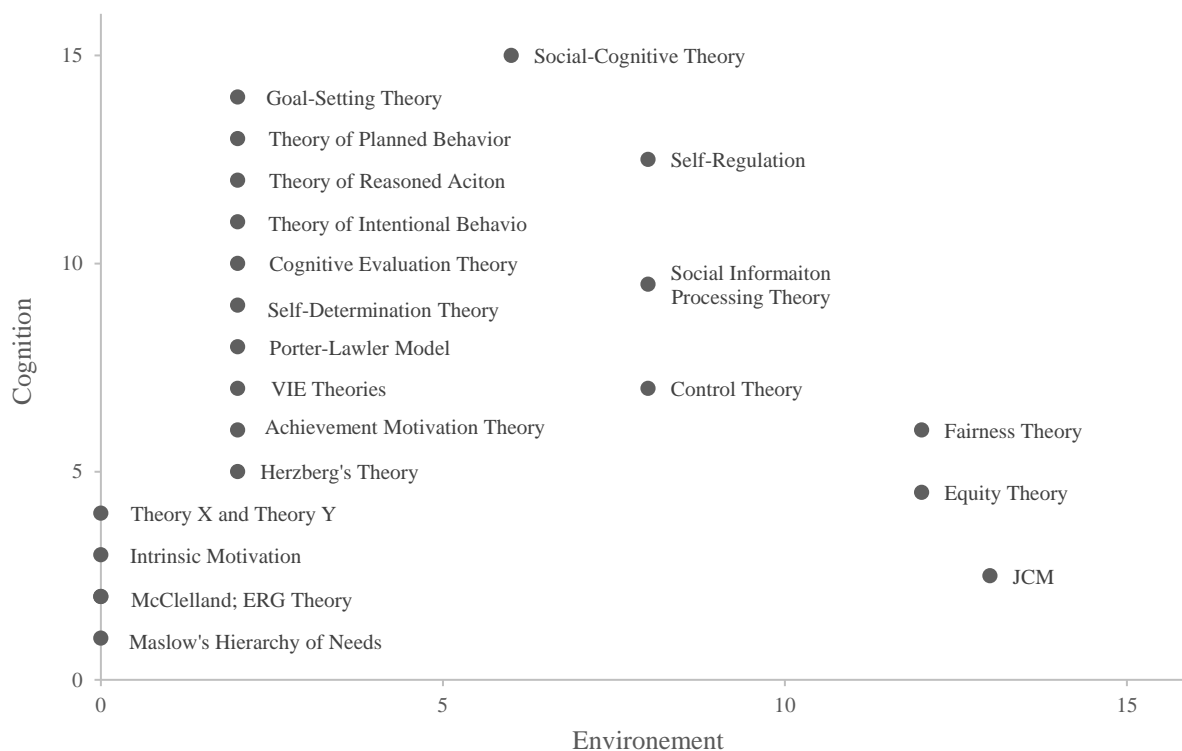 15
Social-Cognitive Theory
Goal-Setting Theory
Theory of Planned Behavior
Self-Regulation
Theory of Reasoned Aciton
Theory of Intentional Behavio
10
Cognitive Evaluation Theory
Social Informaiton
Processing Theory
Self-Determination Theory
Porter-Lawler Model
VIE Theories
Control Theory
Achievement Motivation Theory
Fairness Theory
5
Herzberg's Theory
Equity Theory
Theory X and Theory Y
Intrinsic Motivation
JCM
McClelland; ERG Theory
Maslow's Hierarchy of Needs
0
Cognition
0
5
10
15
Environement